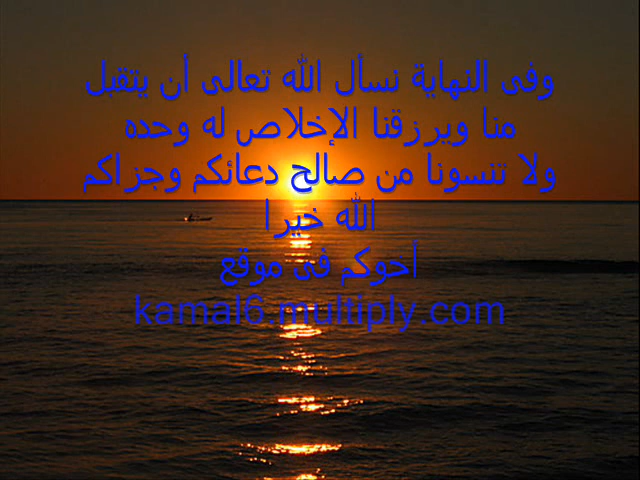 وفى النهاية نسأل الله تعالى أن يتقبل
منا ويرزقنا الإخلاص له وحده
ولا تنسونا من صالح دعائكم وجزاكم
الله خيرا
أحوكم فى موقع
kamal6.multiply.com